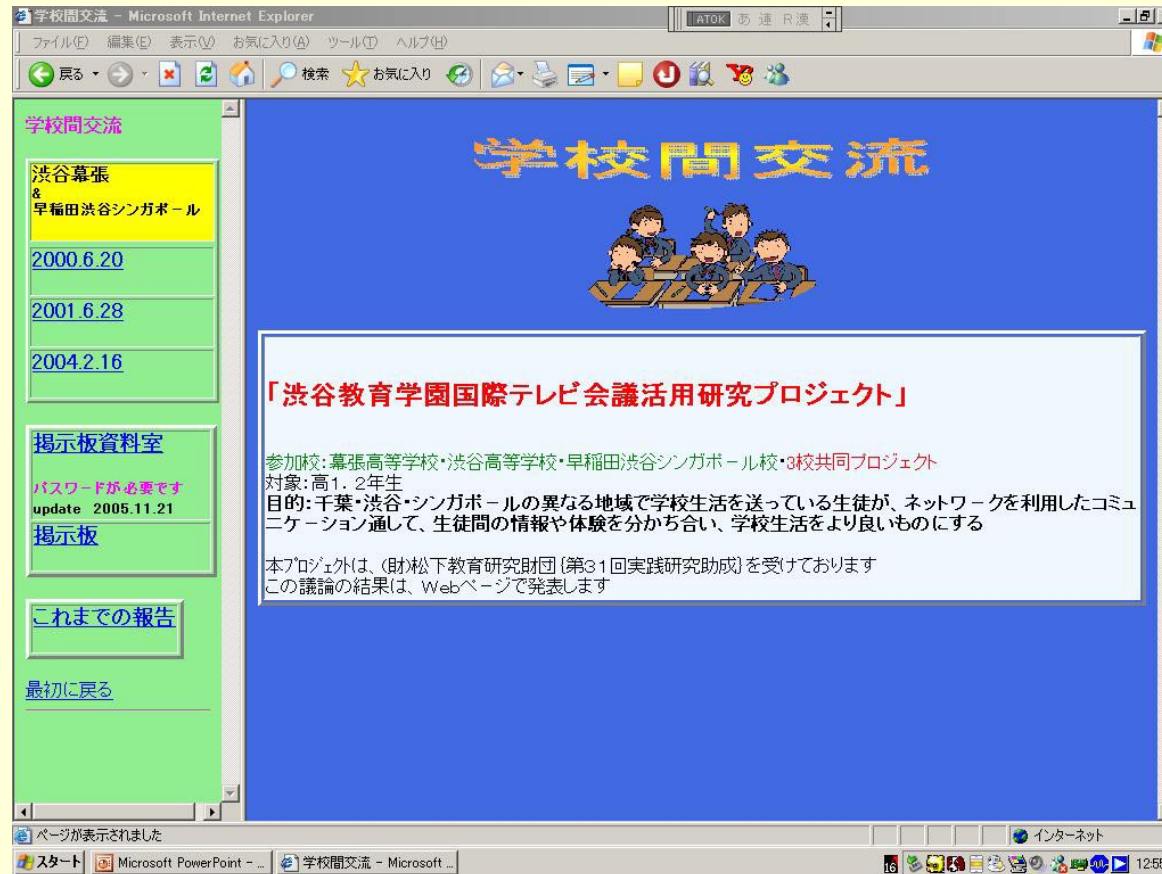 学校間交流 - Microsoft Internet Explorer
ATOK あ 連 R漢
ファイル(F) 編集(E) 表示(V) お気に入り(A) ツール(T) ヘルプ(H)
戻る 検索 お気に入り
学校間交流
渋谷幕張
&
早稲田渋谷シンガポール
2000.6.20
2001.6.28
2004.2.16
掲示板資料室
パスワードが必要です
update 2005.11.21
掲示板
これまでの報告
最初に戻る
学校間交流
「渋谷教育学園国際テレビ会議活用研究プロジェクト」
参加校:幕張高等学校・渋谷高等学校・早稲田渋谷シンガポール校・3校共同プロジェクト
対象:高1．2年生
目的:千葉・渋谷・シンガポールの異なる地域で学校生活を送っている生徒が、ネットワークを利用したコミュ
ニケーション通して、生徒間の情報や体験を分かち合い、学校生活をより良いものにする
本プロジェクトは、(財)松下教育研究財団{第31回実践研究助成}を受けております
この議論の結果は、Webページで発表します
ページが表示されました
インターネット
スタート
Microsoft PowerPoint - ...
学校間交流 - Microsoft ...
16
12:55